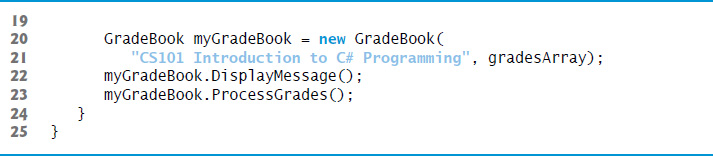 19
20        GradeBook myGradeBook = new GradeBook(
21           "CS101 Introduction to C# Programming", gradesArray);
22        myGradeBook.DisplayMessage();
23        myGradeBook.ProcessGrades();
24     }
25  }